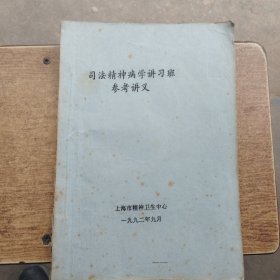 司法精神病学讲习班
参考讲义
上海市精神卫生中心
一九九二年九月